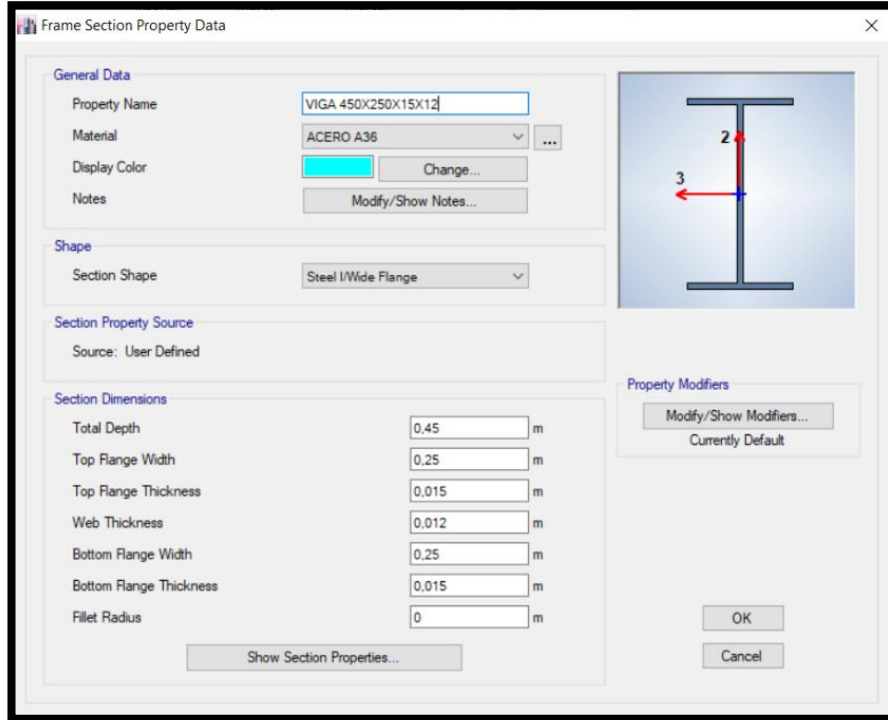 Frame Section Property Data
General Data
Property Name VIGA 450X250X15X12
Material ACERO A36 ...
Display Color Change...
Notes Modify/Show Notes...
2
3
Shape
Section Shape Steel I/Wide Flange
Section Property Source
Source: User Defined
Property Modifiers
Modify/Show Modifiers...
Currently Default
Section Dimensions
Total Depth 0,45 m
Top Flange Width 0,25 m
Top Flange Thickness 0,015 m
Web Thickness 0,012 m
Bottom Flange Width 0,25 m
Bottom Flange Thickness 0,015 m
Fillet Radius 0 m
Show Section Properties...
OK
Cancel